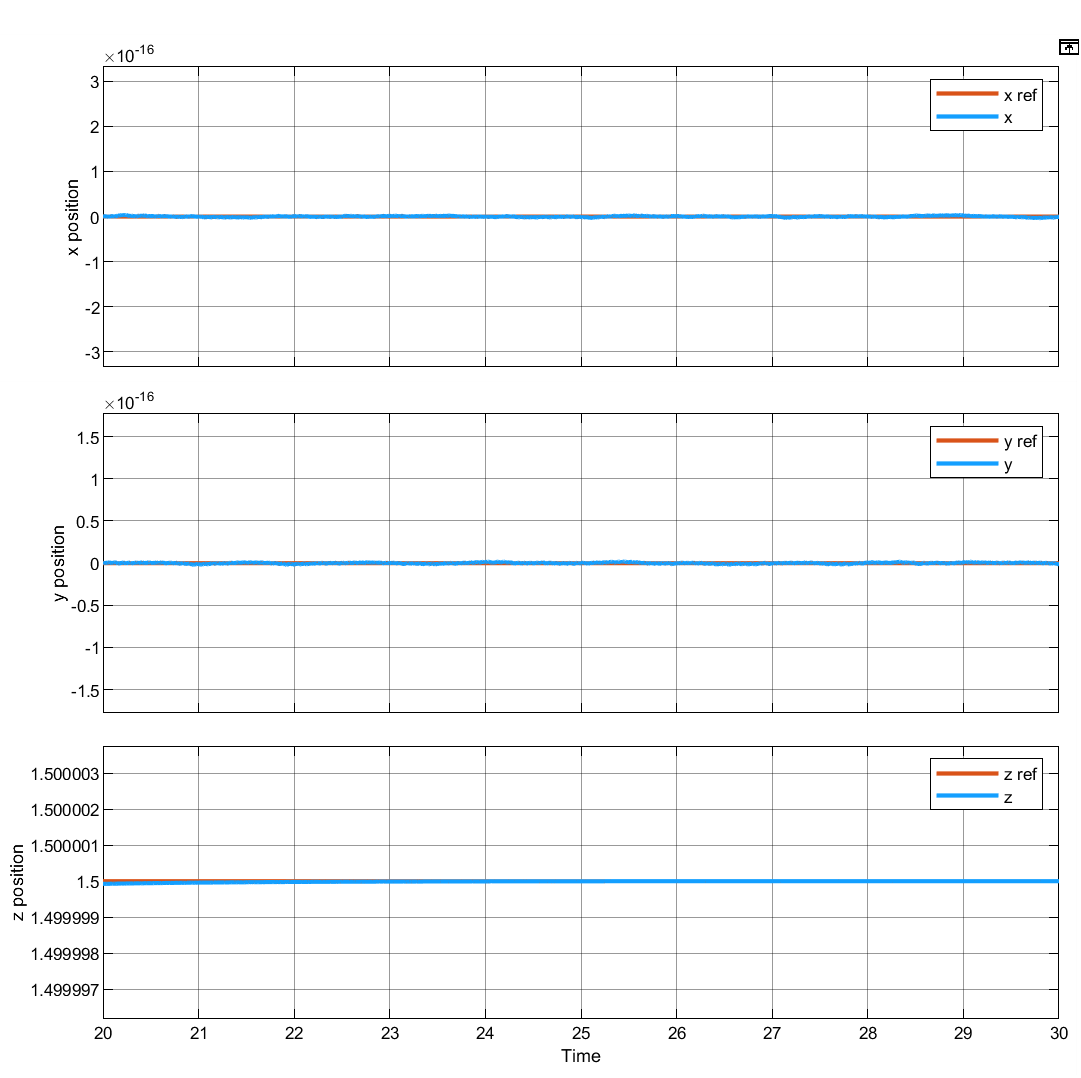 ×10-16
3
2
1
0
-1
-2
-3
x position
x ref
x
×10-16
1.5
1
0.5
0
-0.5
-1
-1.5
y position
y ref
y
1.500003
1.500002
1.500001
1.5
1.499999
1.499998
1.499997
z position
z ref
z
20 21 22 23 24 25 26 27 28 29 30
Time